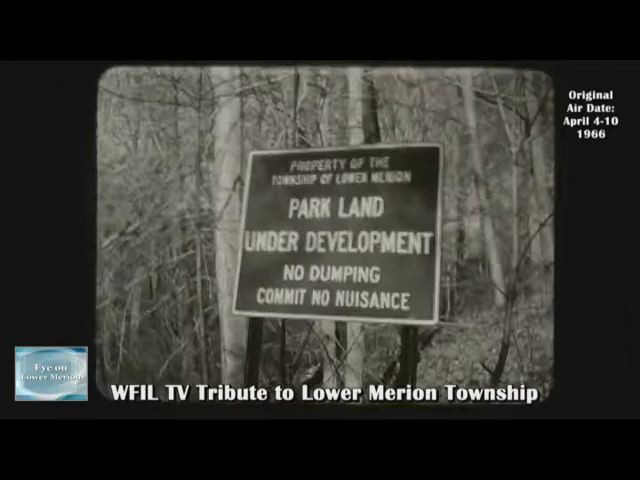 Original
Air Date:
April 4-10
1966
PROPERTY OF THE
TOWNSHIP OF LOWER MERION
PARK LAND
UNDER DEVELOPMENT
NO DUMPING
COMMIT NO NUISANCE
Eye on
Lower Merion
WFIL TV Tribute to Lower Merion Township